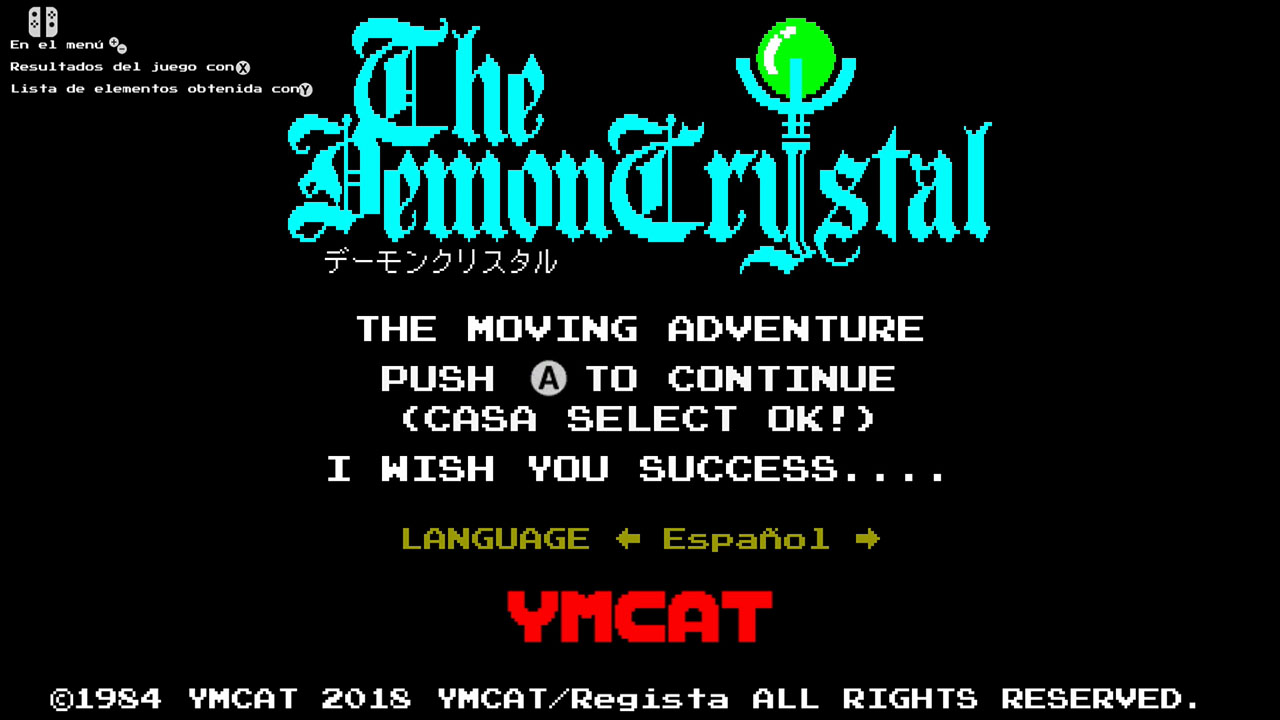 En el menú
Resultados del juego con X
Lista de elementos obtenida con Y
The
Demon Crystal
デーモンクリスタル
THE MOVING ADVENTURE
PUSH A TO CONTINUE
(CASA SELECT OK!)
I WISH YOU SUCCESS....
LANGUAGE ← Español →
YMCAT
©1984 YMCAT 2018 YMCAT/Regista ALL RIGHTS RESERVED.